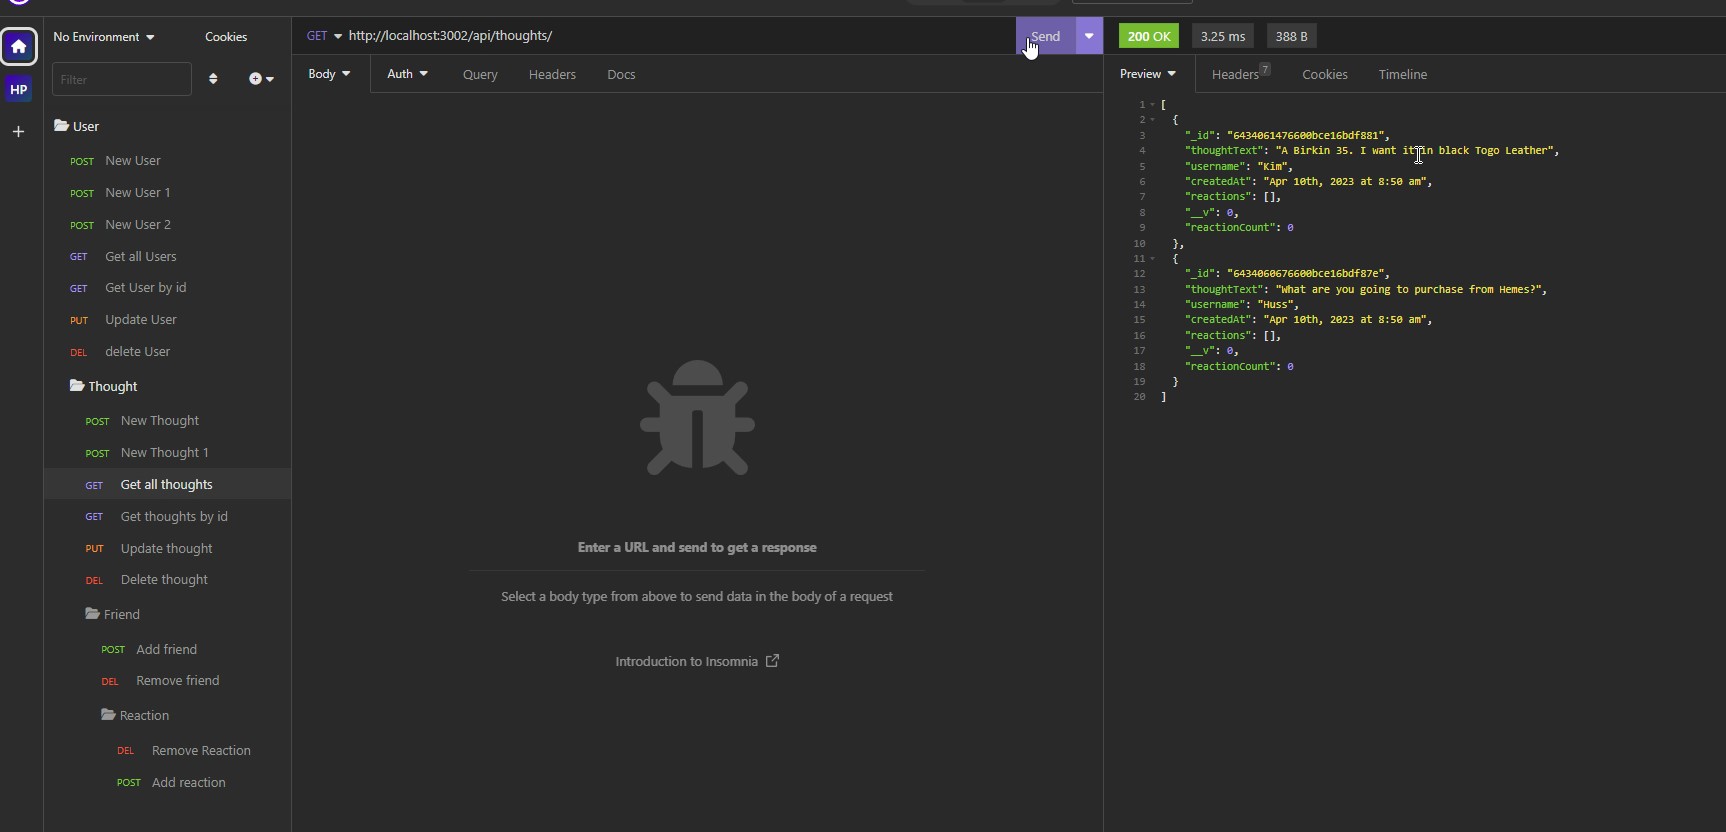 No Environment
Cookies
HP
Filter
User
POST New User
POST New User 1
POST New User 2
GET Get all Users
GET Get User by id
PUT Update User
DEL delete User
Thought
POST New Thought
POST New Thought 1
GET Get all thoughts
GET Get thoughts by id
PUT Update thought
DEL Delete thought
Friend
POST Add friend
DEL Remove friend
Reaction
DEL Remove Reaction
POST Add reaction
GET http://localhost:3002/api/thoughts/ Send
Body Auth Query Headers Docs
Enter a URL and send to get a response
Select a body type from above to send data in the body of a request
Introduction to Insomnia
200 OK 3.25 ms 388 B
Preview Headers 7 Cookies Timeline
1 [
2 {
3 "_id": "6434061476600bce16bdf881",
4 "thoughtText": "A Birkin 35. I want it in black Togo Leather",
5 "username": "Kim",
6 "createdAt": "Apr 10th, 2023 at 8:50 am",
7 "reactions": [],
8 "__v": 0,
9 "reactionCount": 0
10 },
11 {
12 "_id": "6434060676600bce16bdf87e",
13 "thoughtText": "What are you going to purchase from Hemes?",
14 "username": "Huss",
15 "createdAt": "Apr 10th, 2023 at 8:50 am",
16 "reactions": [],
17 "__v": 0,
18 "reactionCount": 0
19 }
20 ]